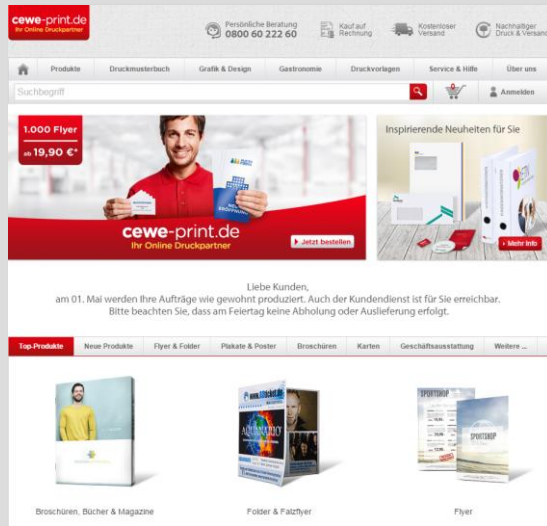 cewe-print.de
Ihr Online Druckpartner
Persönliche Beratung
0800 60 222 60
Kauf auf
Rechnung
Kostenloser
Versand
Nachhaltiger
Druck & Versand
Produkte
Druckmusterbuch
Grafik & Design
Gastronomie
Druckvorlagen
Service & Hilfe
Über uns
Suchbegriff
0
Anmelden
1.000 Flyer
ab 19,90 €*
cewe-print.de
Ihr Online Druckpartner
Jetzt bestellen
Inspirierende Neuheiten für Sie
Mehr Info
Liebe Kunden,
am 01. Mai werden Ihre Aufträge wie gewohnt produziert. Auch der Kundendienst ist für Sie erreichbar.
Bitte beachten Sie, dass am Feiertag keine Abholung oder Auslieferung erfolgt.
Top-Produkte
Neue Produkte
Flyer & Folder
Plakate & Poster
Broschüren
Karten
Geschäftsausstattung
Weitere ...
AQUANARIO
SPORTSHOP
SPORTSHOP
Broschüren, Bücher & Magazine
Folder & Falzflyer
Flyer